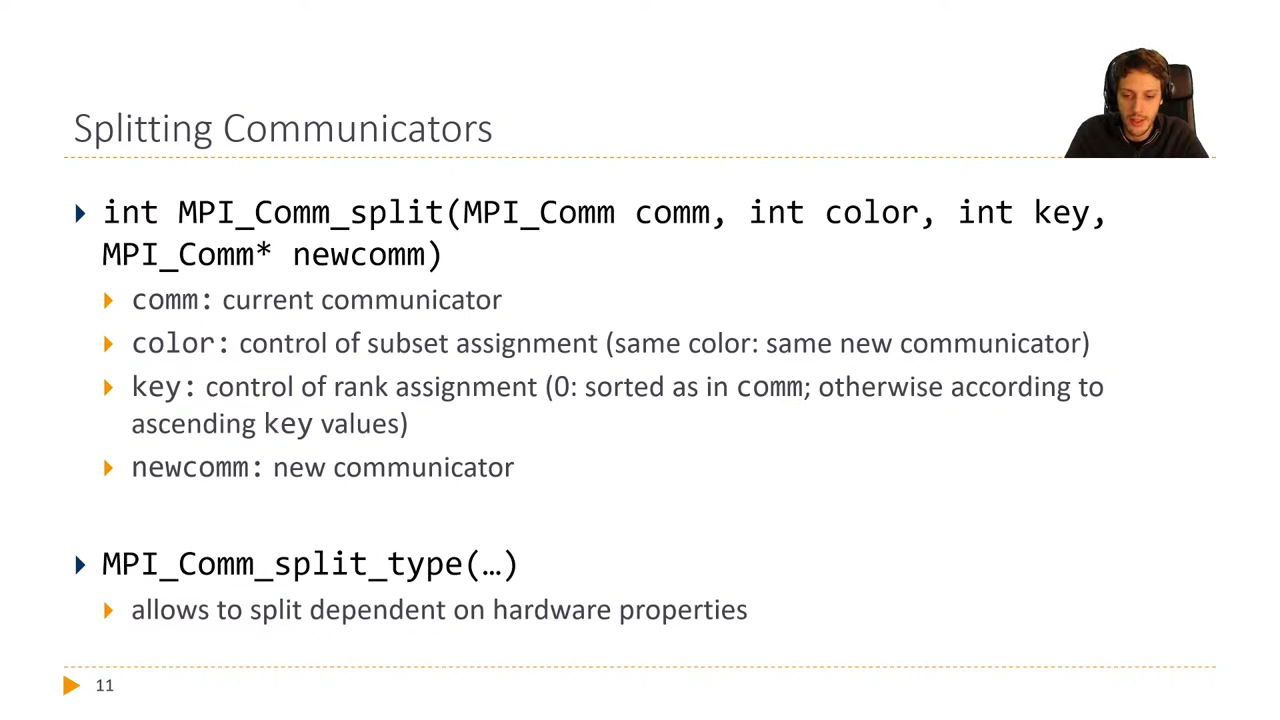 Splitting Communicators
int MPI_Comm_split(MPI_Comm comm, int color, int key,
MPI_Comm* newcomm)
comm: current communicator
color: control of subset assignment (same color: same new communicator)
key: control of rank assignment (0: sorted as in comm; otherwise according to
ascending key values)
newcomm: new communicator
MPI_Comm_split_type(…)
allows to split dependent on hardware properties
11